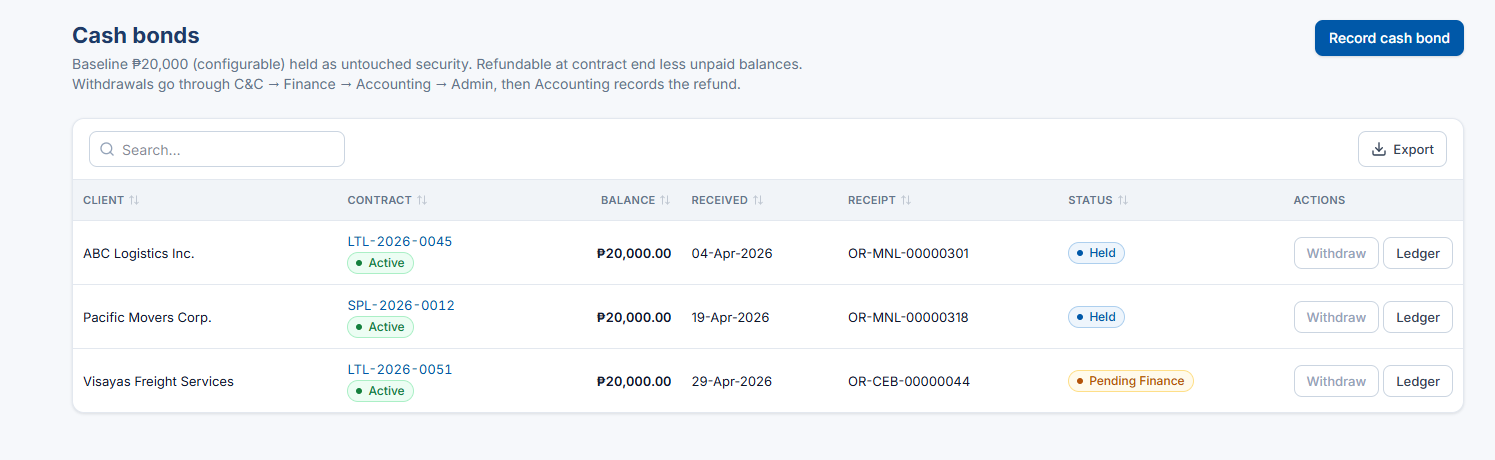 Cash bonds
Record cash bond
Baseline ₱20,000 (configurable) held as untouched security. Refundable at contract end less unpaid balances.
Withdrawals go through C&C → Finance → Accounting → Admin, then Accounting records the refund.
Search...
Export
CLIENT CONTRACT BALANCE RECEIVED RECEIPT STATUS ACTIONS
LTL-2026-0045
ABC Logistics Inc. ₱20,000.00 04-Apr-2026 OR-MNL-00000301 Held Withdraw Ledger
Active
SPL-2026-0012
Pacific Movers Corp. ₱20,000.00 19-Apr-2026 OR-MNL-00000318 Held Withdraw Ledger
Active
LTL-2026-0051
Visayas Freight Services ₱20,000.00 29-Apr-2026 OR-CEB-00000044 Pending Finance Withdraw Ledger
Active